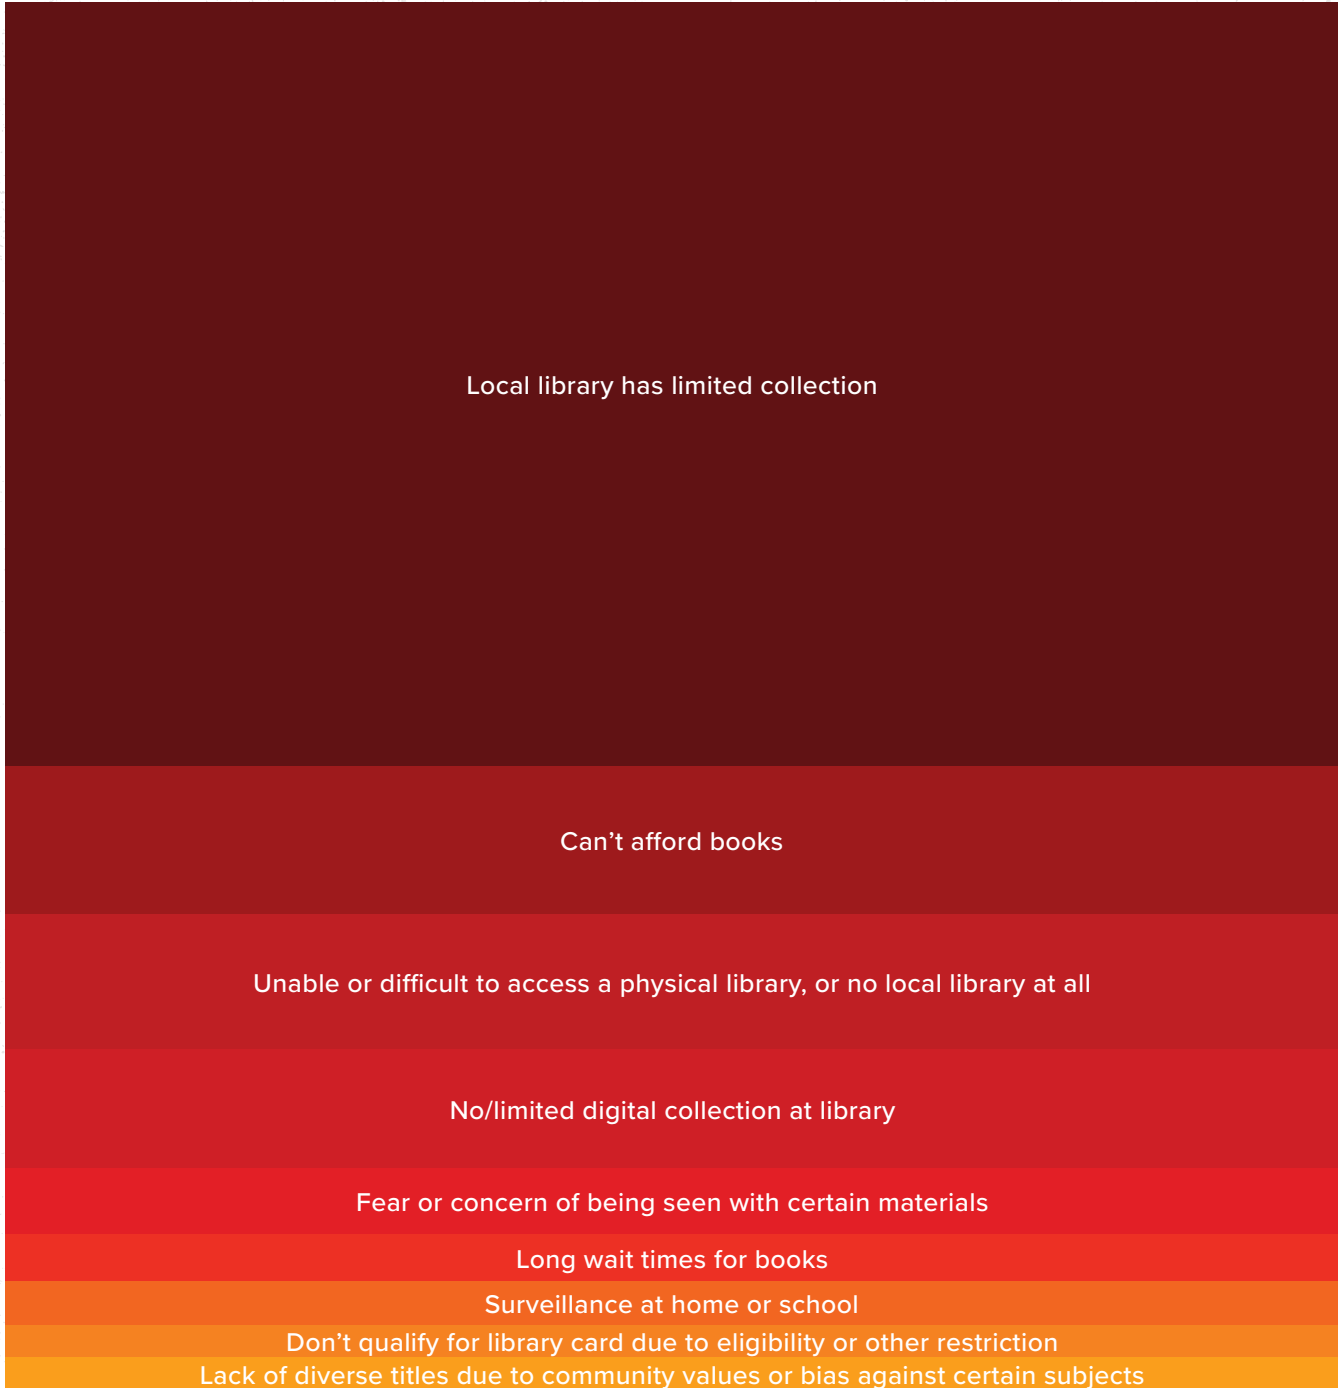 Local library has limited collection
Can’t afford books
Unable or difficult to access a physical library, or no local library at all
No/limited digital collection at library
Fear or concern of being seen with certain materials
Long wait times for books
Surveillance at home or school
Don’t qualify for library card due to eligibility or other restriction
Lack of diverse titles due to community values or bias against certain subjects